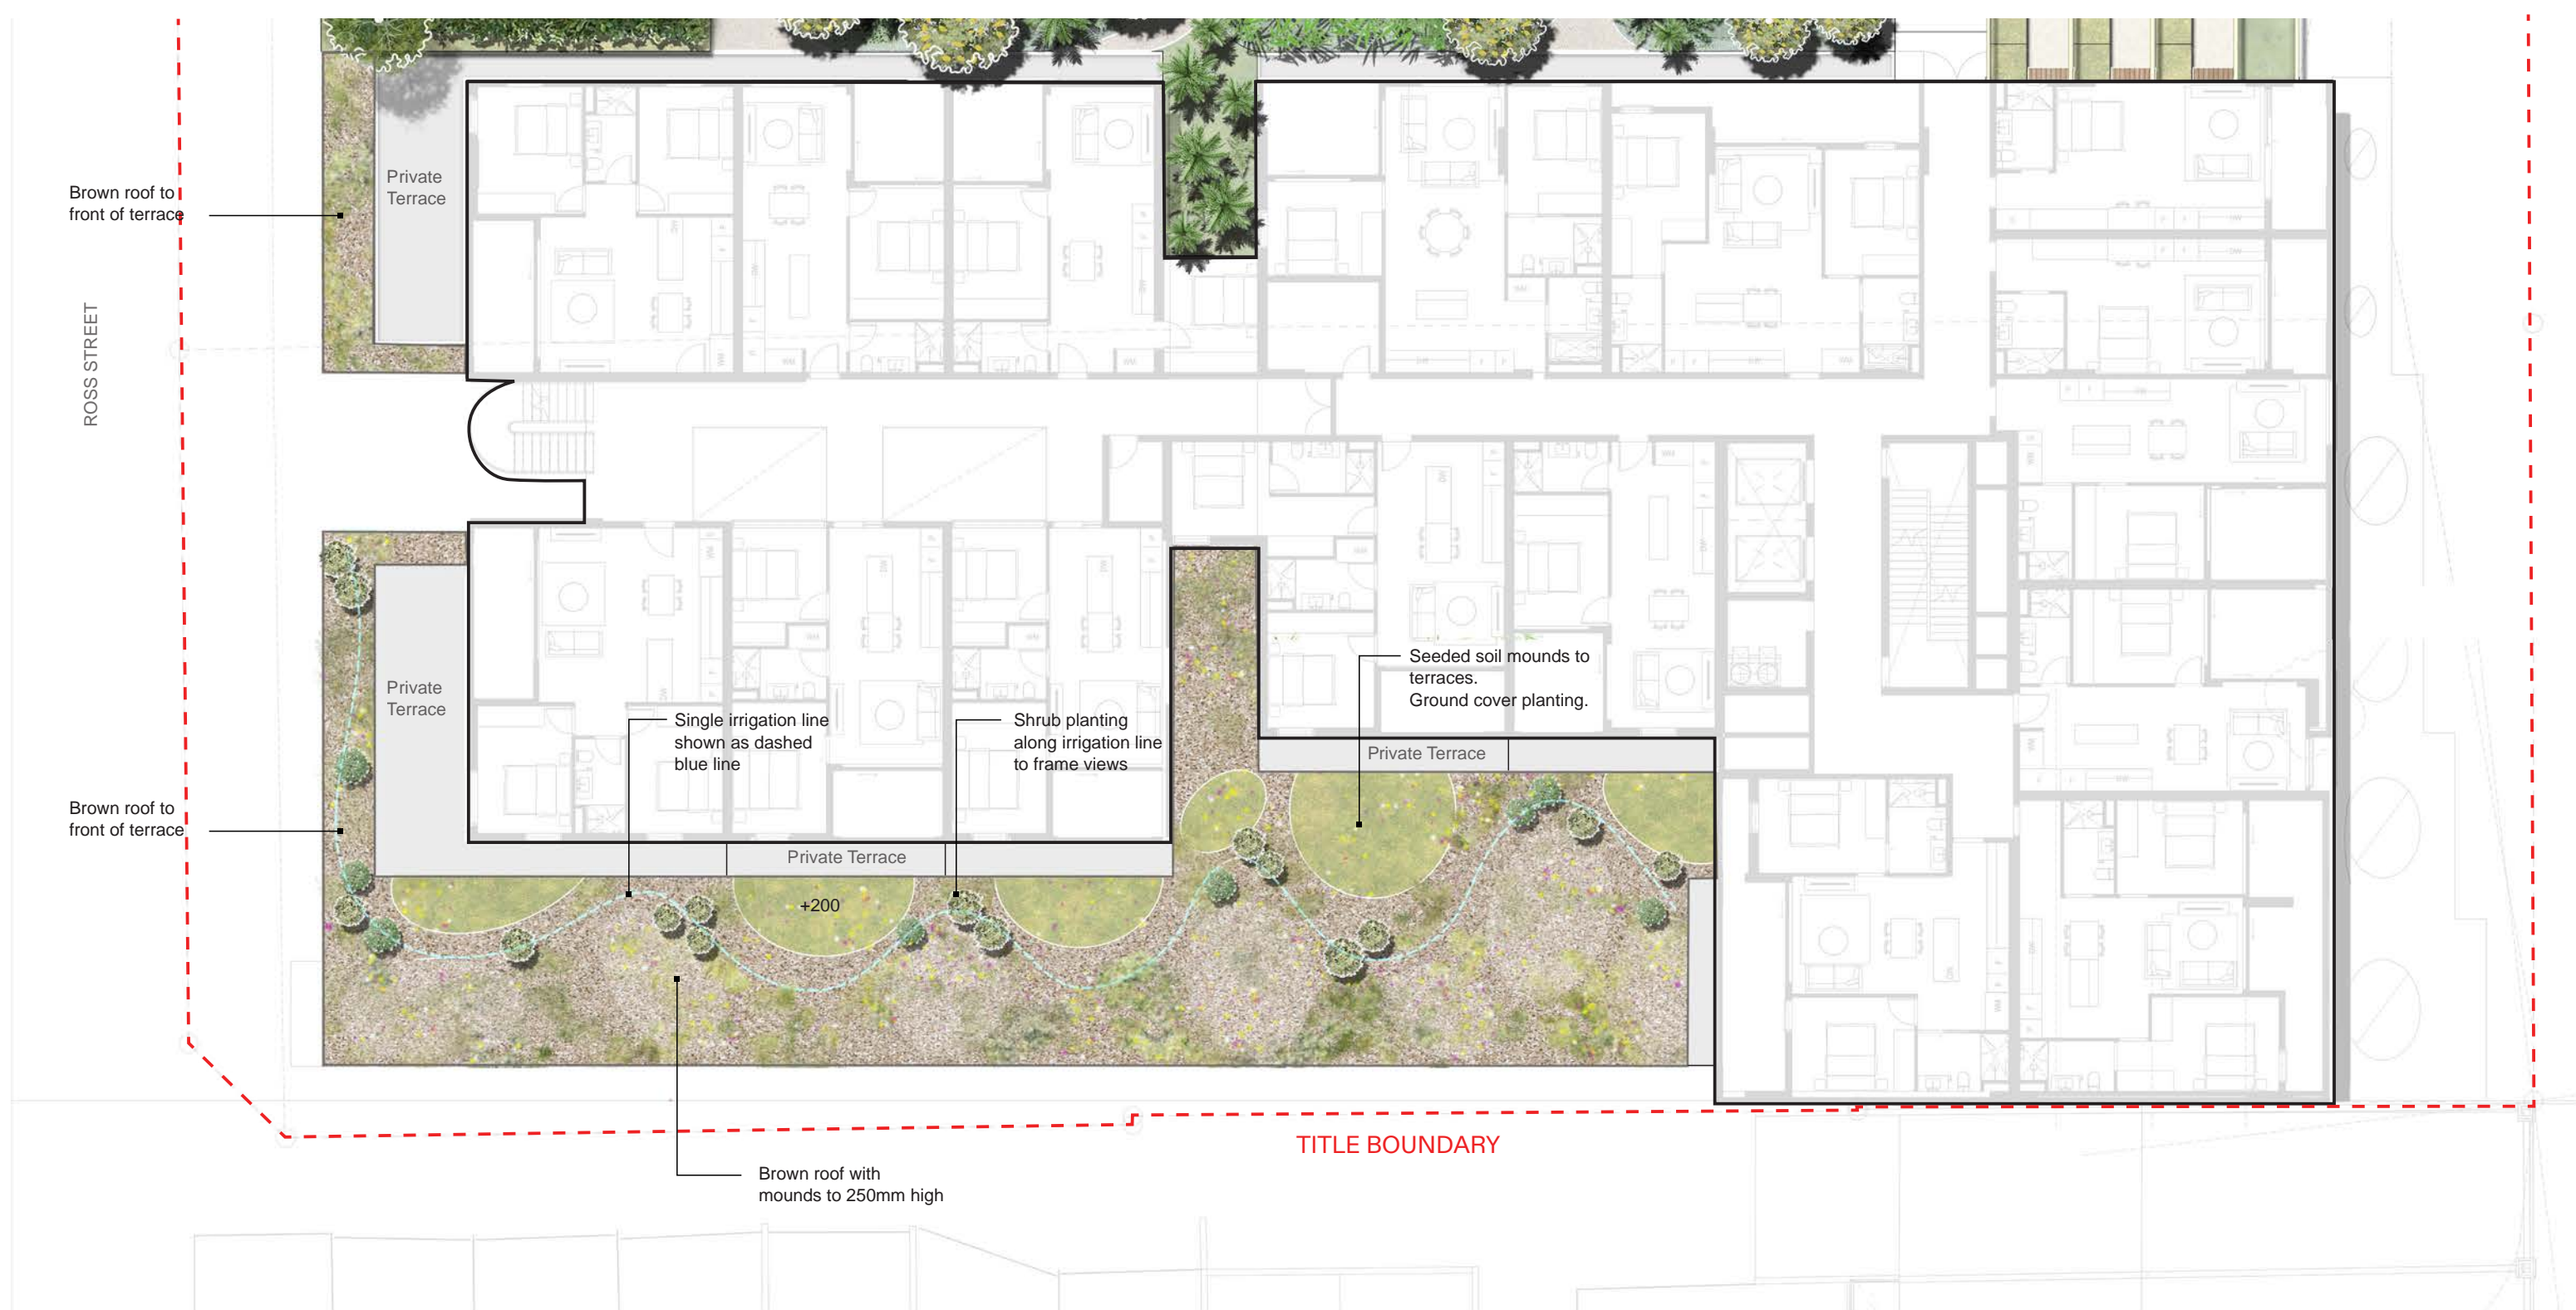 Private
Terrace
Brown roof to
front of terrace
ROSS STREET
Seeded soil mounds to
terraces.
Ground cover planting.
Private
Terrace
Single irrigation line
shown as dashed
blue line
Shrub planting
along irrigation line
to frame views
Private Terrace
Brown roof to
front of terrace
Private Terrace
+200
TITLE BOUNDARY
Brown roof with
mounds to 250mm high